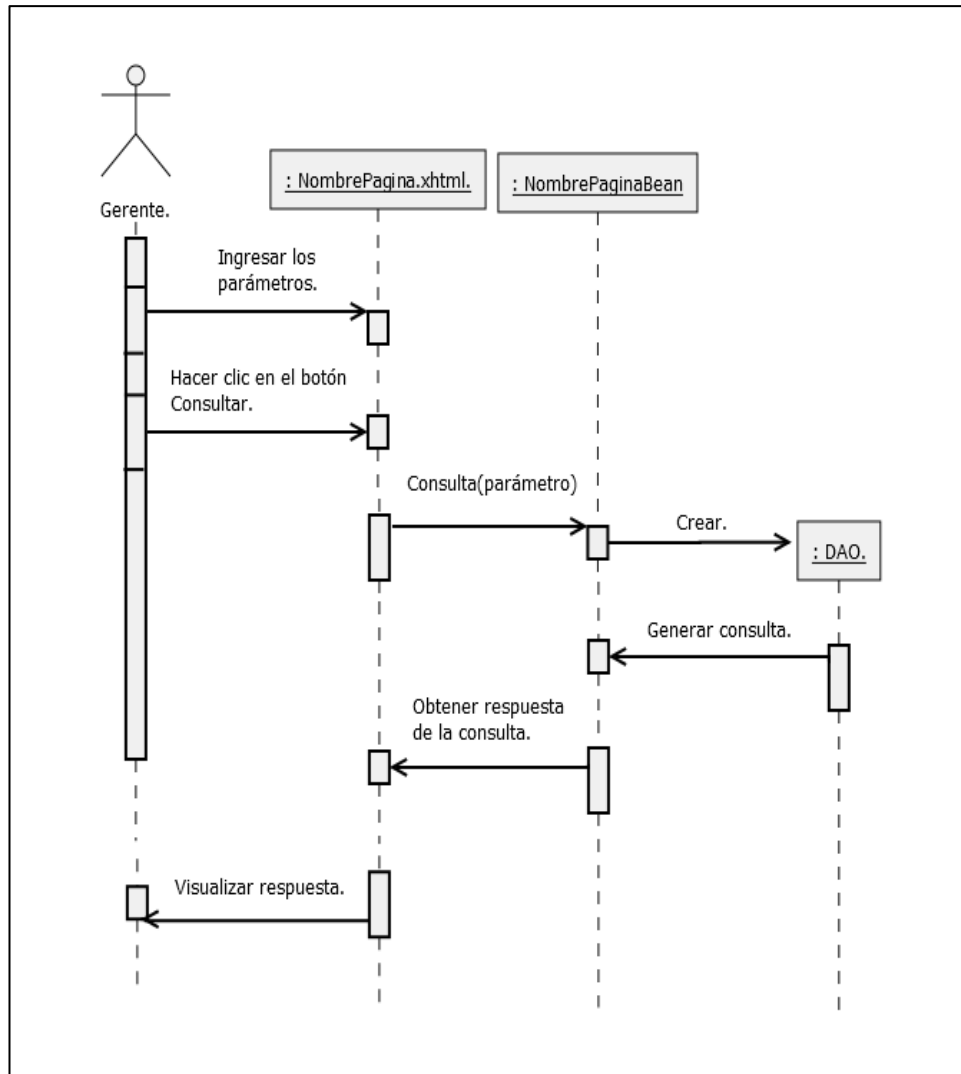 : NombrePagina.xhtml.
: NombrePaginaBean
Gerente.
Ingresar los
parámetros.
Hacer clic en el botón
Consultar.
Consulta(parámetro)
Crear.
: DAO.
Generar consulta.
Obtener respuesta
de la consulta.
Visualizar respuesta.